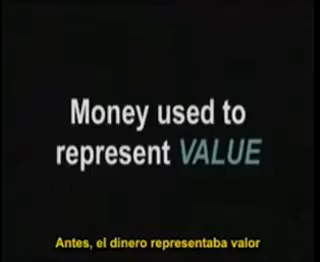 Money used to
represent VALUE
Antes, el dinero representaba valor